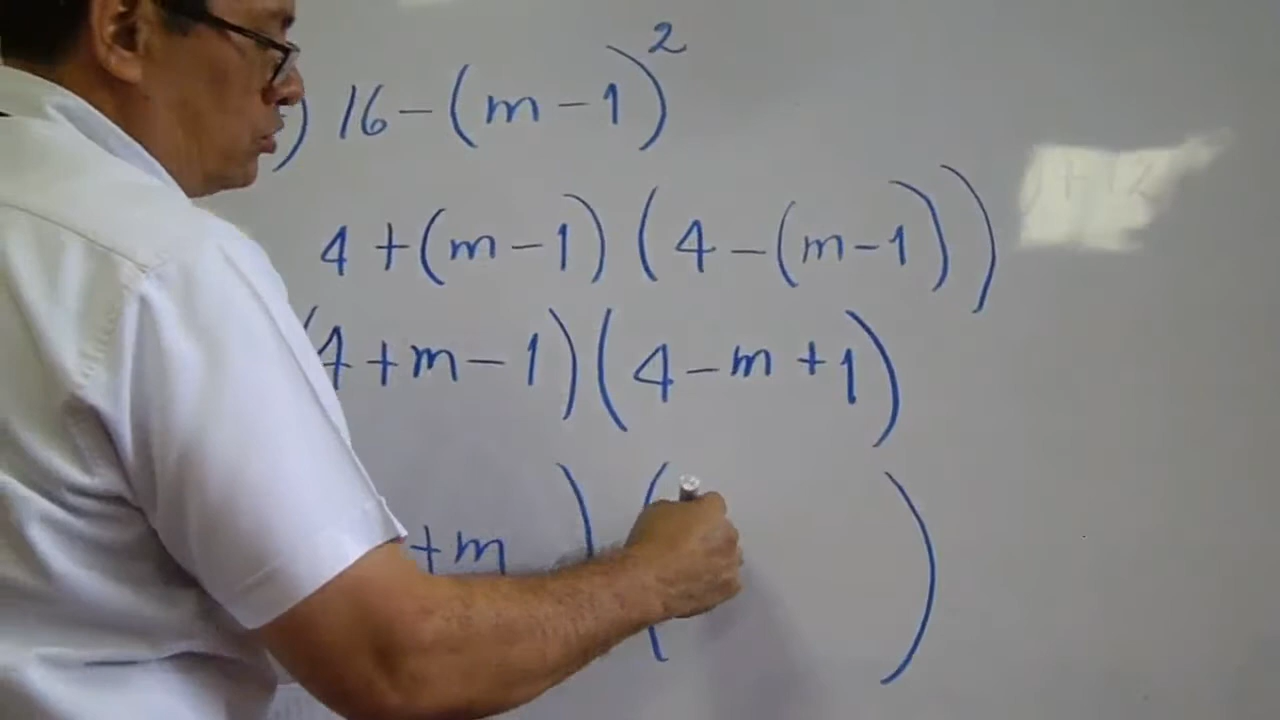 ) 16 - (m - 1)²
4 + (m - 1) (4 - (m - 1))
(4 + m - 1) (4 - m + 1)
+ m ) ( )